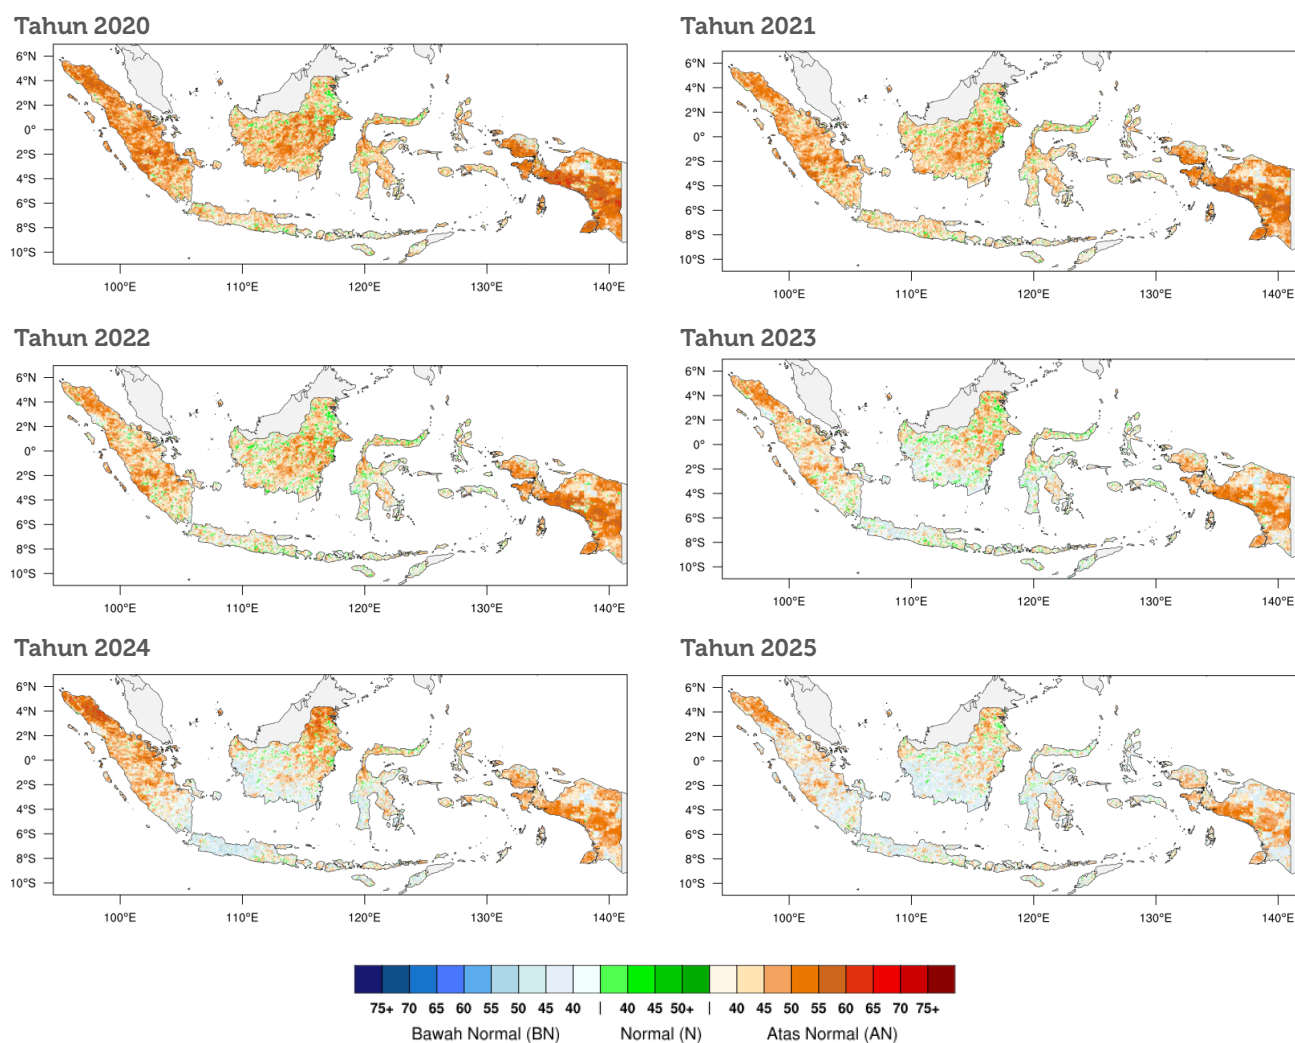 Tahun 2020
Tahun 2021
6°N
4°N
2°N
0°
2°S
4°S
6°S
8°S
10°S
100°E 110°E 120°E 130°E 140°E
6°N
4°N
2°N
0°
2°S
4°S
6°S
8°S
10°S
100°E 110°E 120°E 130°E 140°E
Tahun 2022
Tahun 2023
6°N
4°N
2°N
0°
2°S
4°S
6°S
8°S
10°S
100°E 110°E 120°E 130°E 140°E
6°N
4°N
2°N
0°
2°S
4°S
6°S
8°S
10°S
100°E 110°E 120°E 130°E 140°E
Tahun 2024
Tahun 2025
6°N
4°N
2°N
0°
2°S
4°S
6°S
8°S
10°S
100°E 110°E 120°E 130°E 140°E
6°N
4°N
2°N
0°
2°S
4°S
6°S
8°S
10°S
100°E 110°E 120°E 130°E 140°E
75+ 70 65 60 55 50 45 40 | 40 45 50+ | 40 45 50 55 60 65 70 75+
Bawah Normal (BN) Normal (N) Atas Normal (AN)